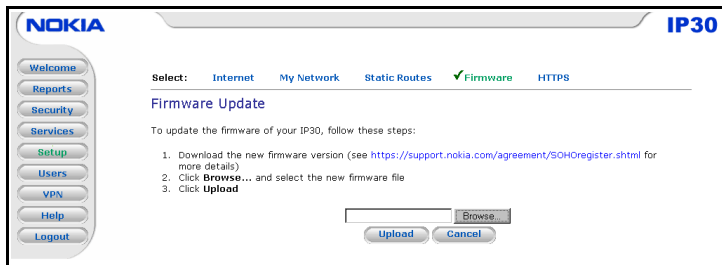 NOKIA
IP30
Welcome
Reports
Security
Services
Setup
Users
VPN
Help
Logout
Select: Internet My Network Static Routes Firmware HTTPS
Firmware Update
To update the firmware of your IP30, follow these steps:
1. Download the new firmware version (see https://support.nokia.com/agreement/SOHOregister.shtml for
more details)
2. Click Browse... and select the new firmware file
3. Click Upload
Browse...
Upload Cancel